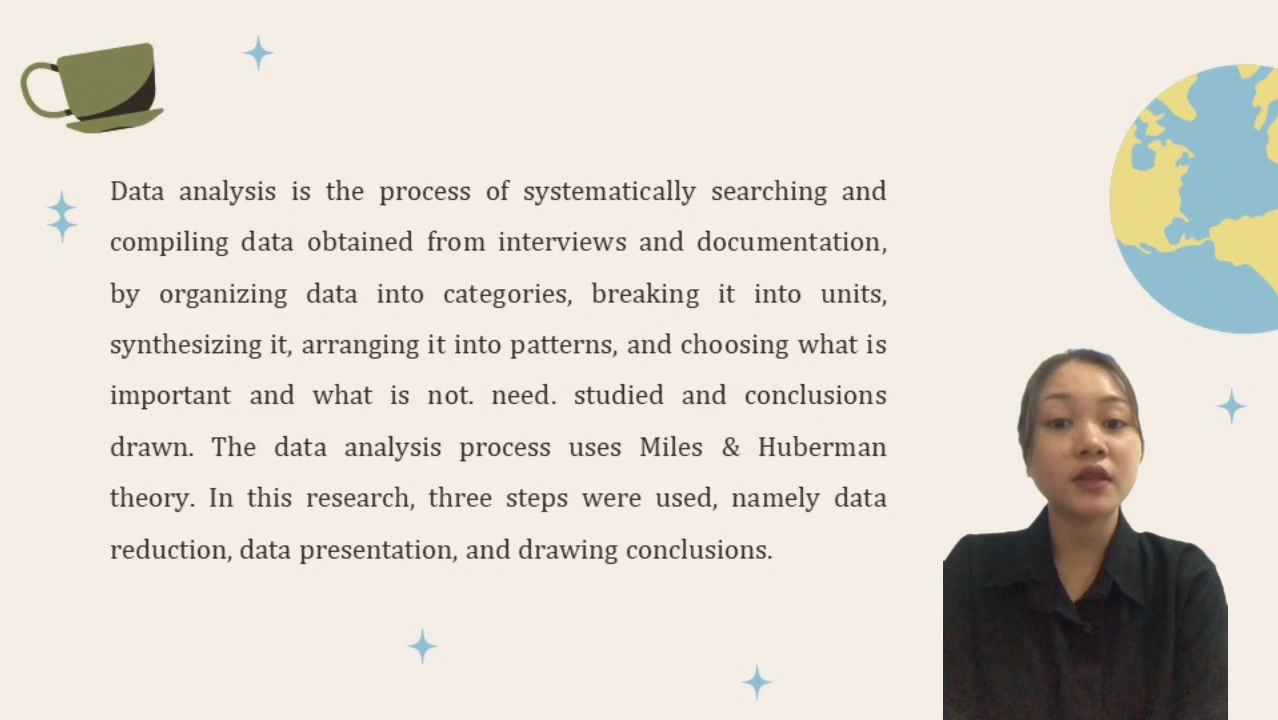 Data analysis is the process of systematically searching and
compiling data obtained from interviews and documentation,
by organizing data into categories, breaking it into units,
synthesizing it, arranging it into patterns, and choosing what is
important and what is not. need. studied and conclusions
drawn. The data analysis process uses Miles & Huberman
theory. In this research, three steps were used, namely data
reduction, data presentation, and drawing conclusions.